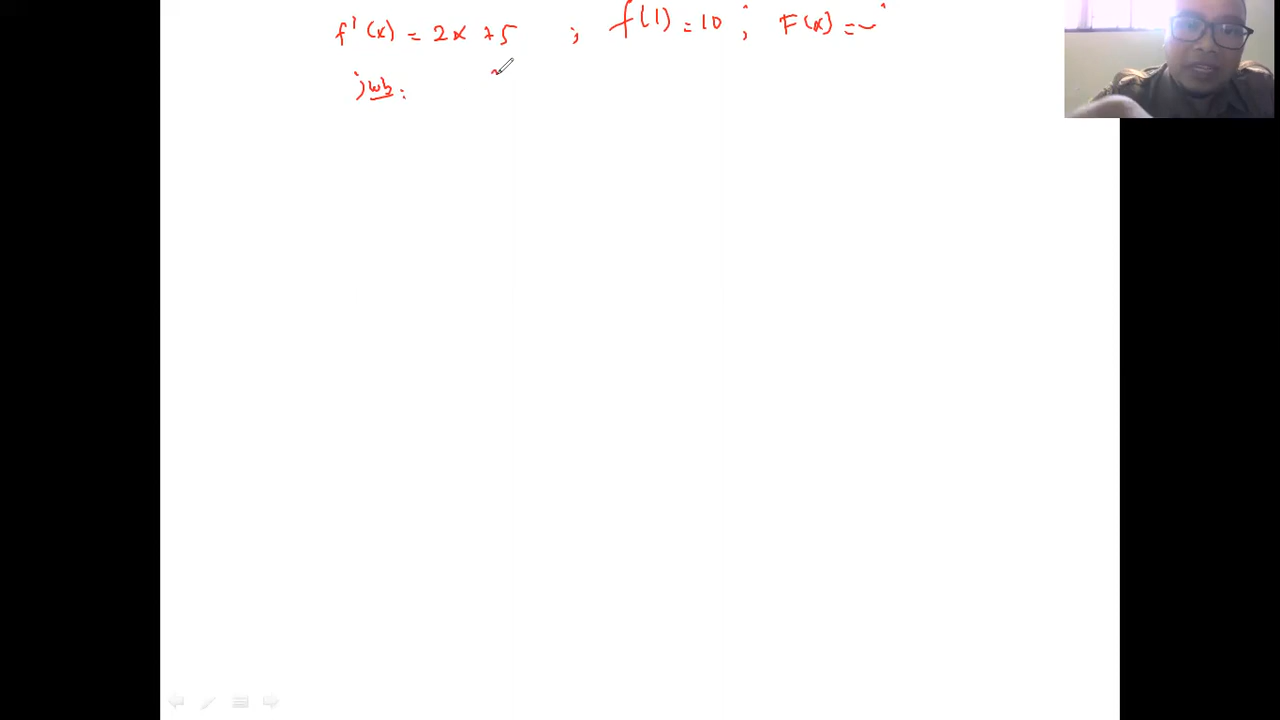 f'(x) = 2x + 5 ; f(1) = 10 ; F(x) = ~
jwb :